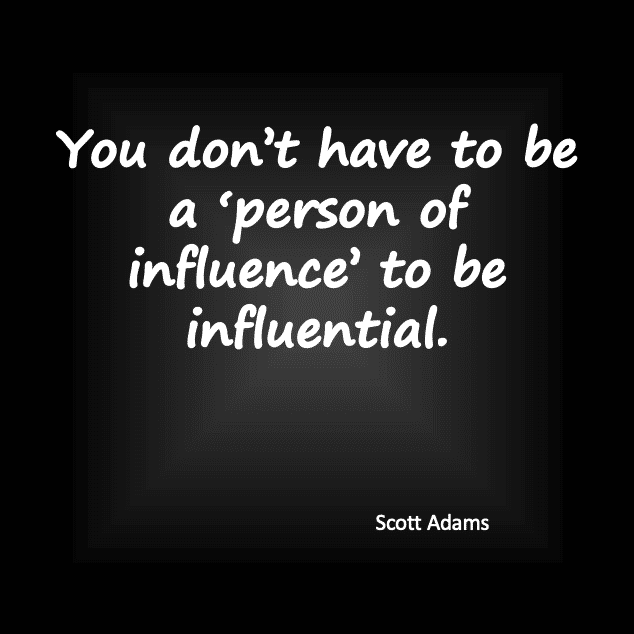 You don’t have to be
a ‘person of
influence’ to be
influential.
Scott Adams